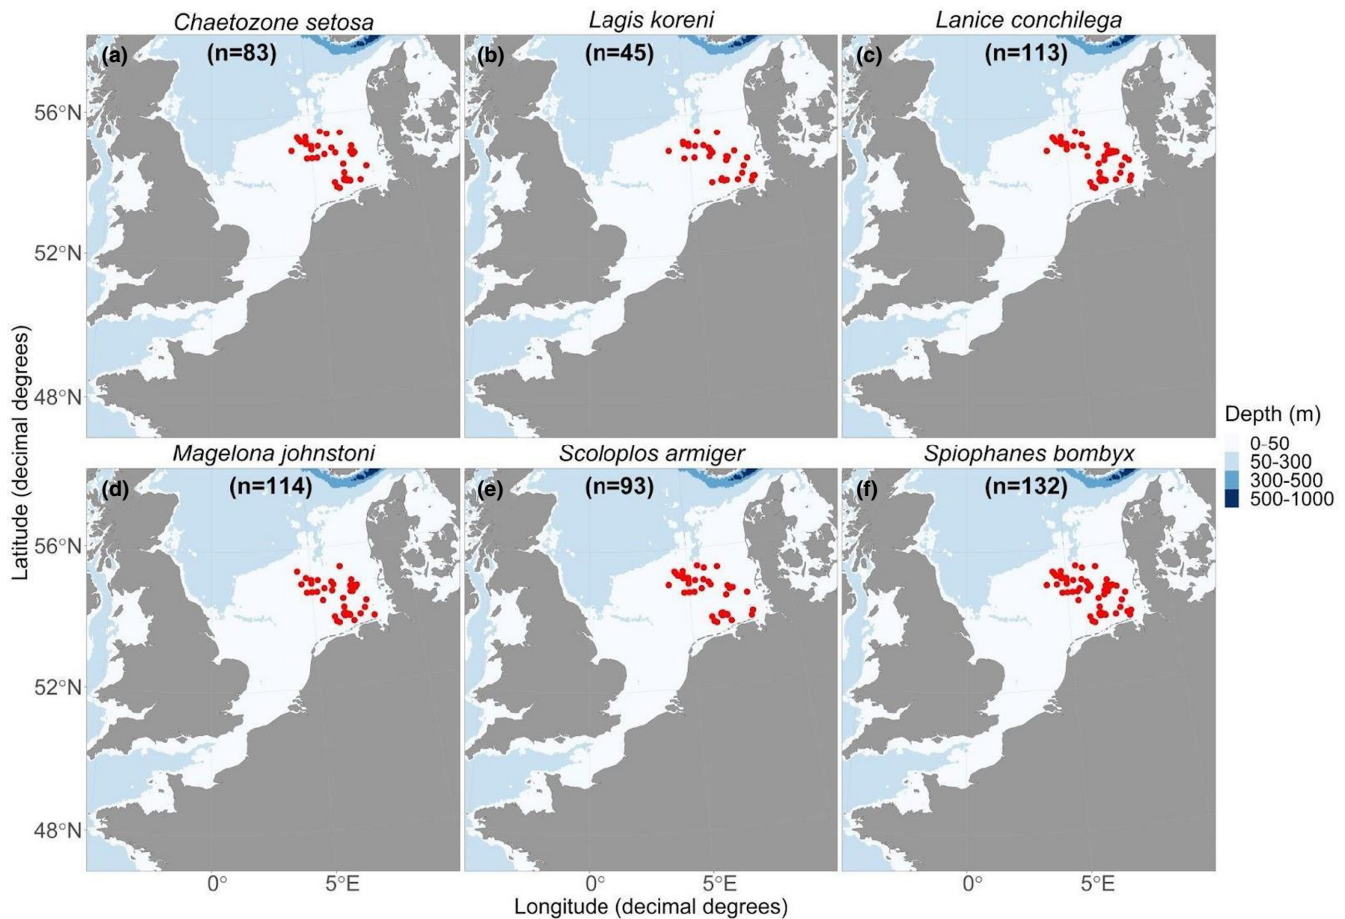 Chaetozone setosa
Lagis koreni
Lanice conchilega
(a)
(n=83)
(b)
(n=45)
(c)
(n=113)
56°N
52°N
48°N
Magelona johnstoni
Scoloplos armiger
Spiophanes bombyx
(d)
(n=114)
(e)
(n=93)
(f)
(n=132)
56°N
52°N
48°N
0°
5°E
0°
5°E
0°
5°E
Longitude (decimal degrees)
Latitude (decimal degrees)
Depth (m)
0-50
50-300
300-500
500-1000